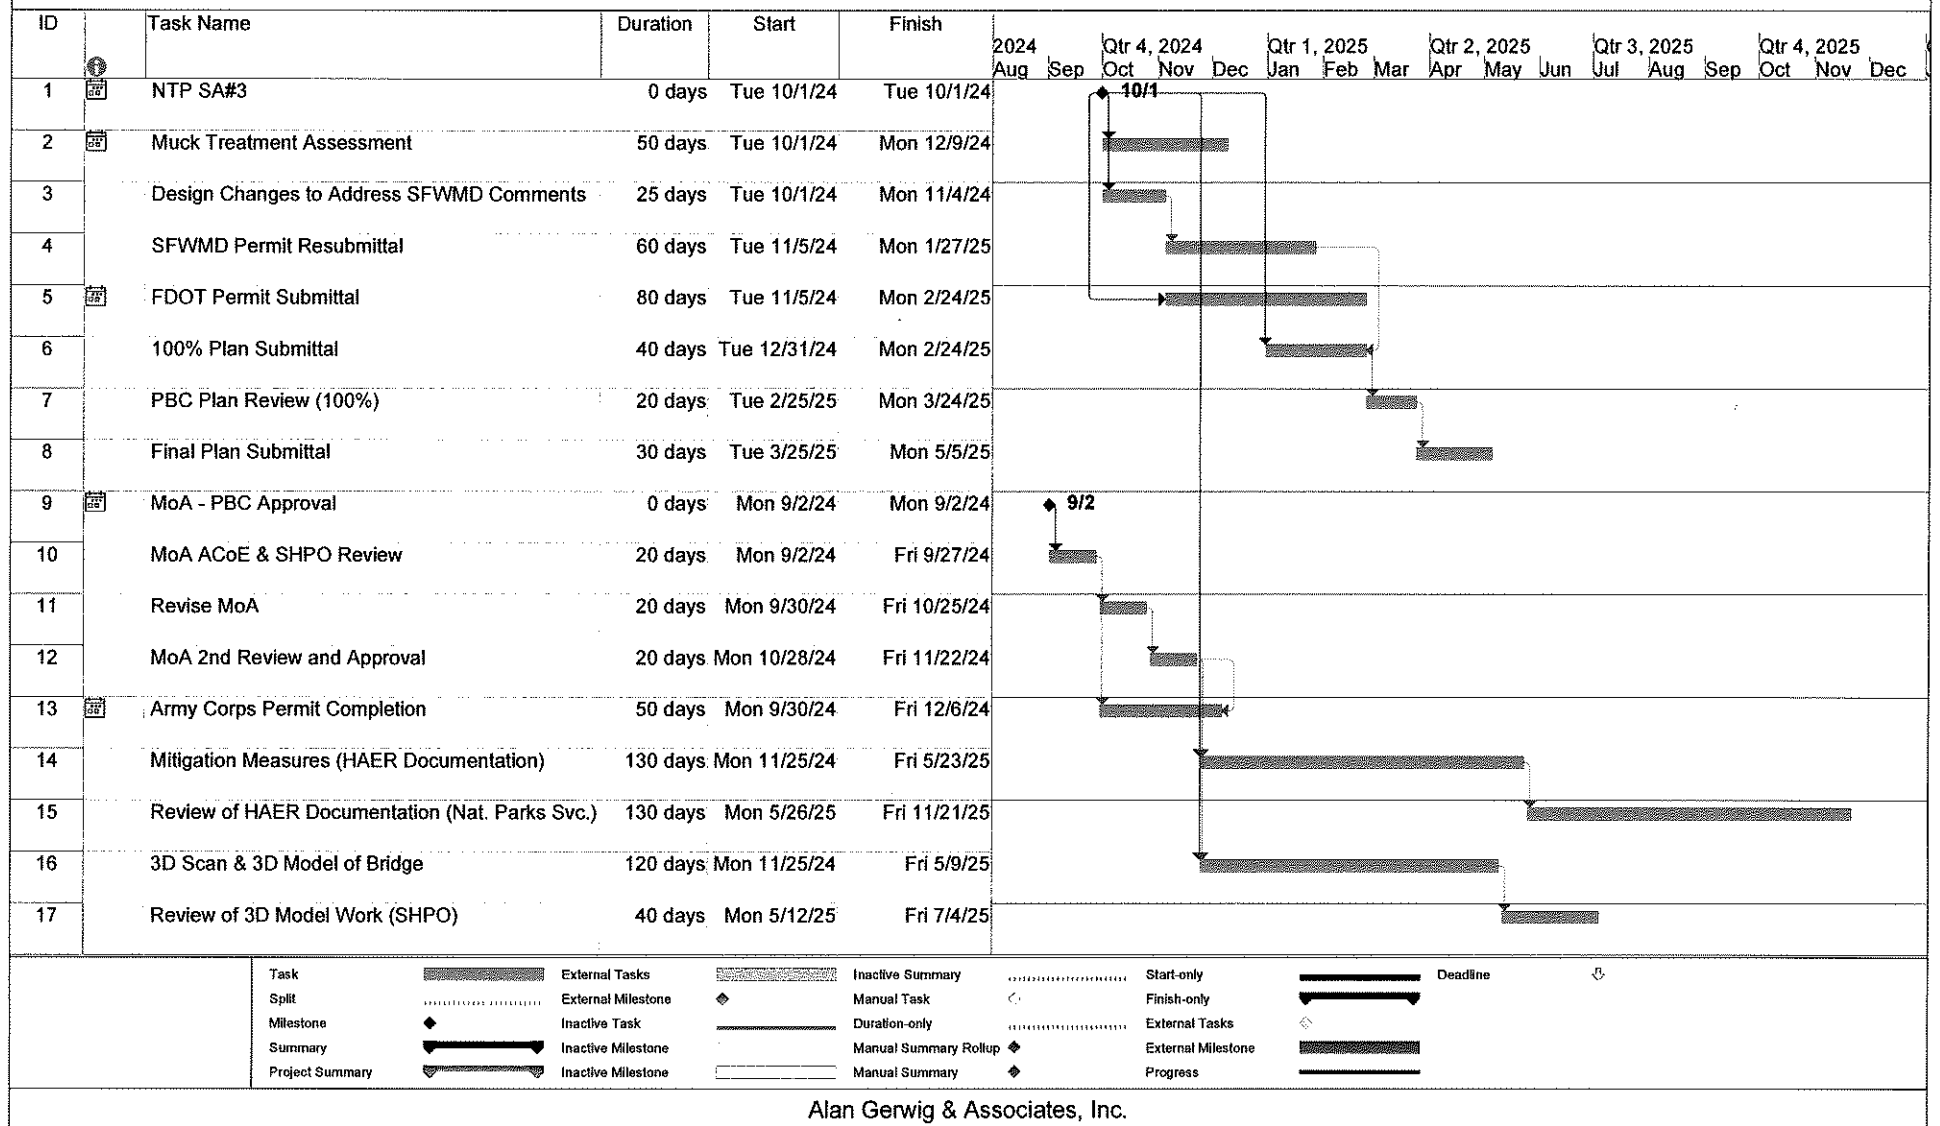 ID Task Name Duration Start Finish
2024 Qtr 4, 2024 Qtr 1, 2025 Qtr 2, 2025 Qtr 3, 2025 Qtr 4, 2025
Aug Sep Oct Nov Dec Jan Feb Mar Apr May Jun Jul Aug Sep Oct Nov Dec
1 NTP SA#3 0 days Tue 10/1/24 Tue 10/1/24 10/1
2 Muck Treatment Assessment 50 days Tue 10/1/24 Mon 12/9/24
3 Design Changes to Address SFWMD Comments 25 days Tue 10/1/24 Mon 11/4/24
4 SFWMD Permit Resubmittal 60 days Tue 11/5/24 Mon 1/27/25
5 FDOT Permit Submittal 80 days Tue 11/5/24 Mon 2/24/25
6 100% Plan Submittal 40 days Tue 12/31/24 Mon 2/24/25
7 PBC Plan Review (100%) 20 days Tue 2/25/25 Mon 3/24/25
8 Final Plan Submittal 30 days Tue 3/25/25 Mon 5/5/25
9 MoA - PBC Approval 0 days Mon 9/2/24 Mon 9/2/24 9/2
10 MoA ACoE & SHPO Review 20 days Mon 9/2/24 Fri 9/27/24
11 Revise MoA 20 days Mon 9/30/24 Fri 10/25/24
12 MoA 2nd Review and Approval 20 days Mon 10/28/24 Fri 11/22/24
13 Army Corps Permit Completion 50 days Mon 9/30/24 Fri 12/6/24
14 Mitigation Measures (HAER Documentation) 130 days Mon 11/25/24 Fri 5/23/25
15 Review of HAER Documentation (Nat. Parks Svc.) 130 days Mon 5/26/25 Fri 11/21/25
16 3D Scan & 3D Model of Bridge 120 days Mon 11/25/24 Fri 5/9/25
17 Review of 3D Model Work (SHPO) 40 days Mon 5/12/25 Fri 7/4/25
Task External Tasks Inactive Summary Start-only Deadline
Split External Milestone Manual Task Finish-only
Milestone Inactive Task Duration-only External Tasks
Summary Inactive Milestone Manual Summary Rollup External Milestone
Project Summary Inactive Milestone Manual Summary Progress
Alan Gerwig & Associates, Inc.